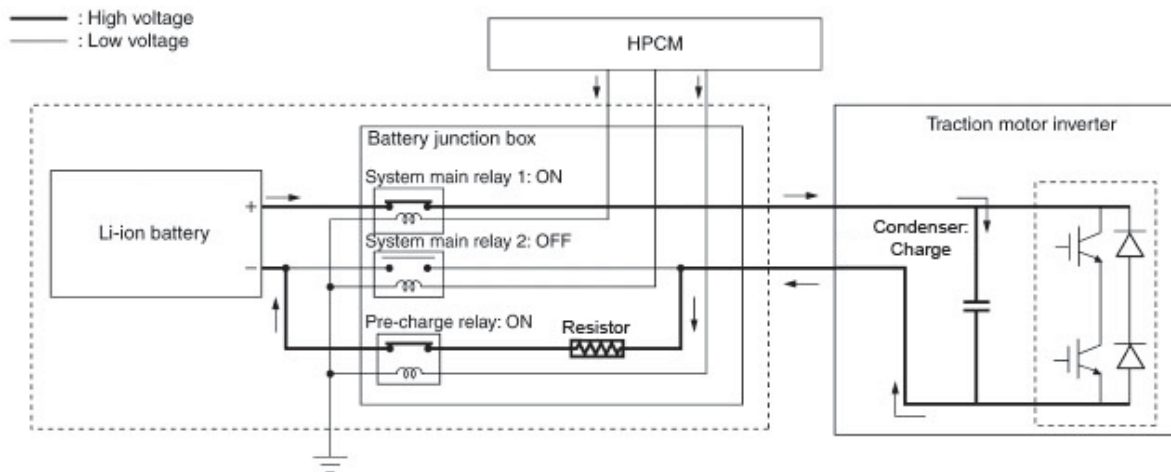 : High voltage
: Low voltage
HPCM
Battery junction box
Traction motor inverter
System main relay 1: ON
Li-ion battery
+
−
System main relay 2: OFF
Condenser:
Charge
Pre-charge relay: ON
Resistor